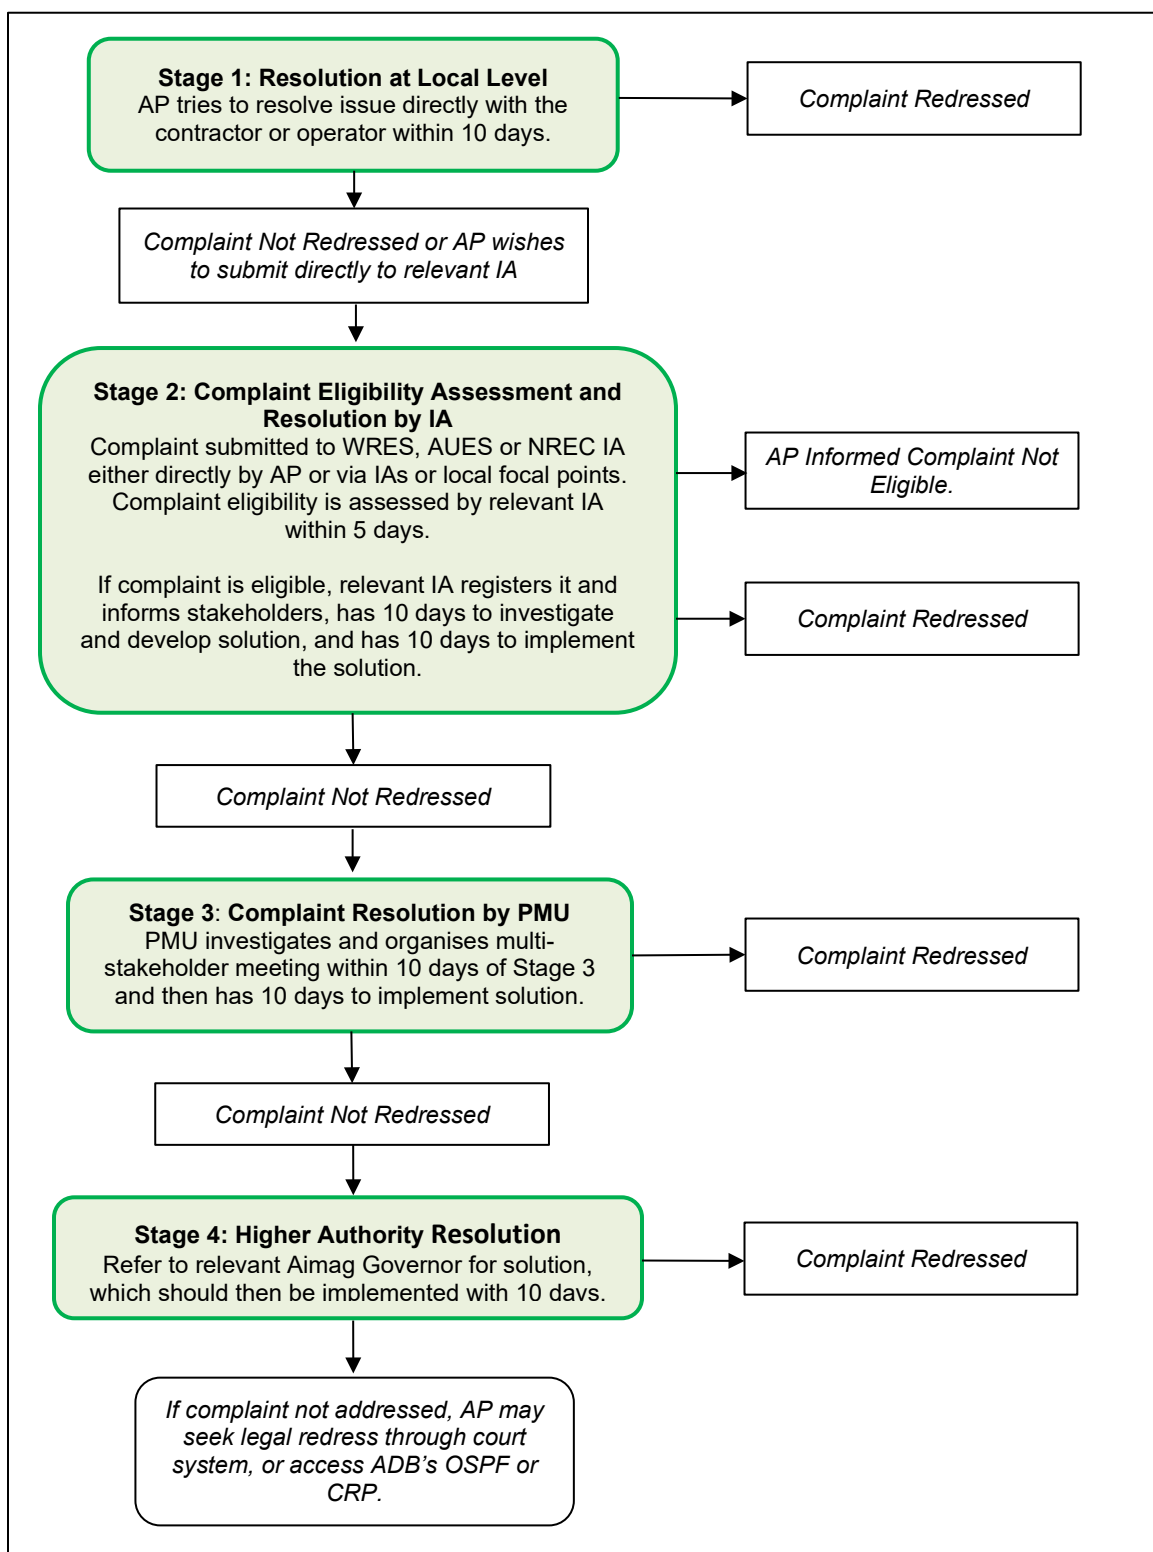 Stage 1: Resolution at Local Level
AP tries to resolve issue directly with the
contractor or operator within 10 days.
Complaint Redressed
Complaint Not Redressed or AP wishes
to submit directly to relevant IA
Stage 2: Complaint Eligibility Assessment and
Resolution by IA
Complaint submitted to WRES, AUES or NREC IA
either directly by AP or via IAs or local focal points.
Complaint eligibility is assessed by relevant IA
within 5 days.
If complaint is eligible, relevant IA registers it and
informs stakeholders, has 10 days to investigate
and develop solution, and has 10 days to implement
the solution.
AP Informed Complaint Not
Eligible.
Complaint Redressed
Complaint Not Redressed
Stage 3: Complaint Resolution by PMU
PMU investigates and organises multi-
stakeholder meeting within 10 days of Stage 3
and then has 10 days to implement solution.
Complaint Redressed
Complaint Not Redressed
Stage 4: Higher Authority Resolution
Refer to relevant Aimag Governor for solution,
which should then be implemented with 10 days.
Complaint Redressed
If complaint not addressed, AP may
seek legal redress through court
system, or access ADB’s OSPF or
CRP.